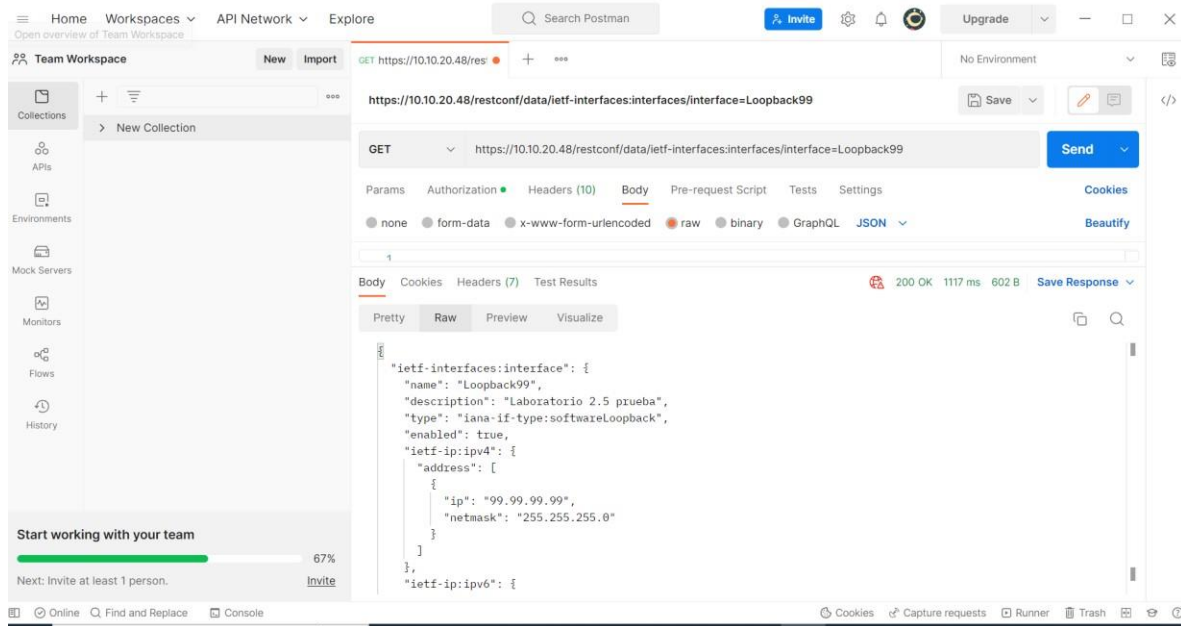 Home Workspaces API Network Explore Search Postman Invite Upgrade
Open overview of Team Workspace
Team Workspace New Import GET https://10.10.20.48/res No Environment
Collections
New Collection
APIs
Environments
Mock Servers
Monitors
Flows
History
https://10.10.20.48/restconf/data/ietf-interfaces:interfaces/interface=Loopback99 Save
GET https://10.10.20.48/restconf/data/ietf-interfaces:interfaces/interface=Loopback99 Send
Params Authorization Headers (10) Body Pre-request Script Tests Settings Cookies
none form-data x-www-form-urlencoded raw binary GraphQL JSON Beautify
1
Body Cookies Headers (7) Test Results 200 OK 1117 ms 602 B Save Response
Pretty Raw Preview Visualize
{
"ietf-interfaces:interface": {
"name": "Loopback99",
"description": "Laboratorio 2.5 prueba",
"type": "iana-if-type:softwareLoopback",
"enabled": true,
"ietf-ip:ipv4": {
"address": [
{
"ip": "99.99.99.99",
"netmask": "255.255.255.0"
}
]
},
"ietf-ip:ipv6": {
Start working with your team
67%
Next: Invite at least 1 person. Invite
Online Find and Replace Console Cookies Capture requests Runner Trash